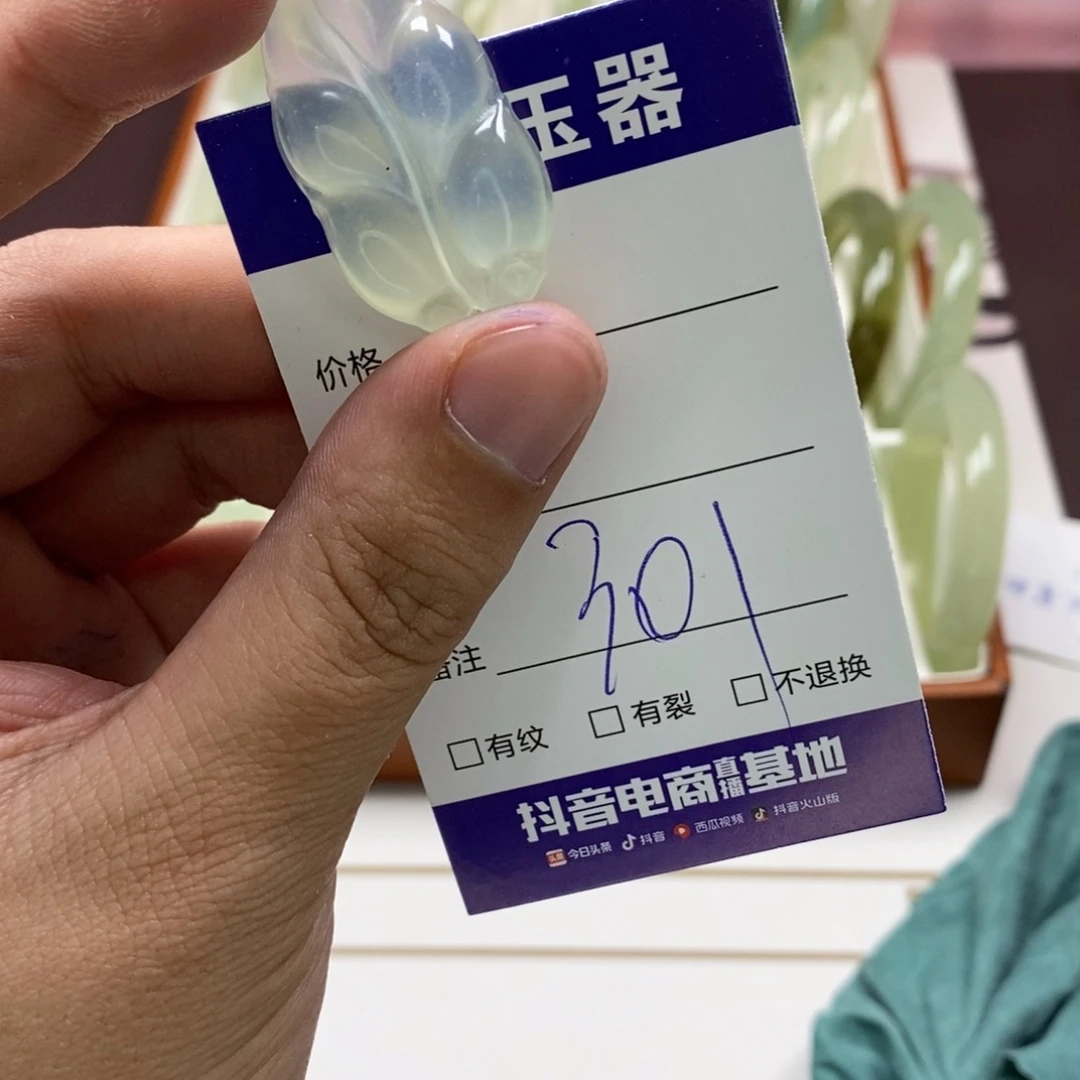 玉器
价格
301
备注
有纹 有裂 不退换
抖音电商直播基地
今日头条 抖音 西瓜视频 抖音火山版